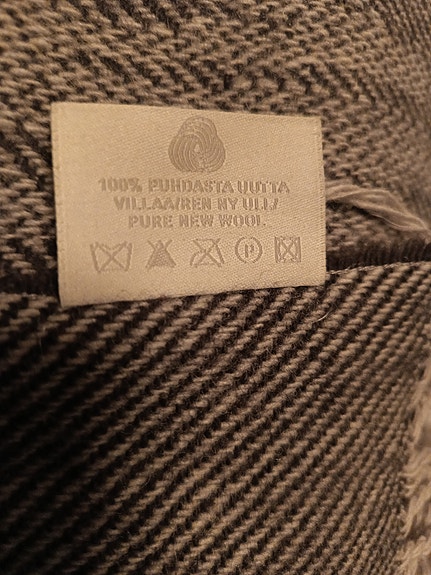 100% PUHDASTA UUTTA
VILLAA/REN NY ULL/
PURE NEW WOOL
P